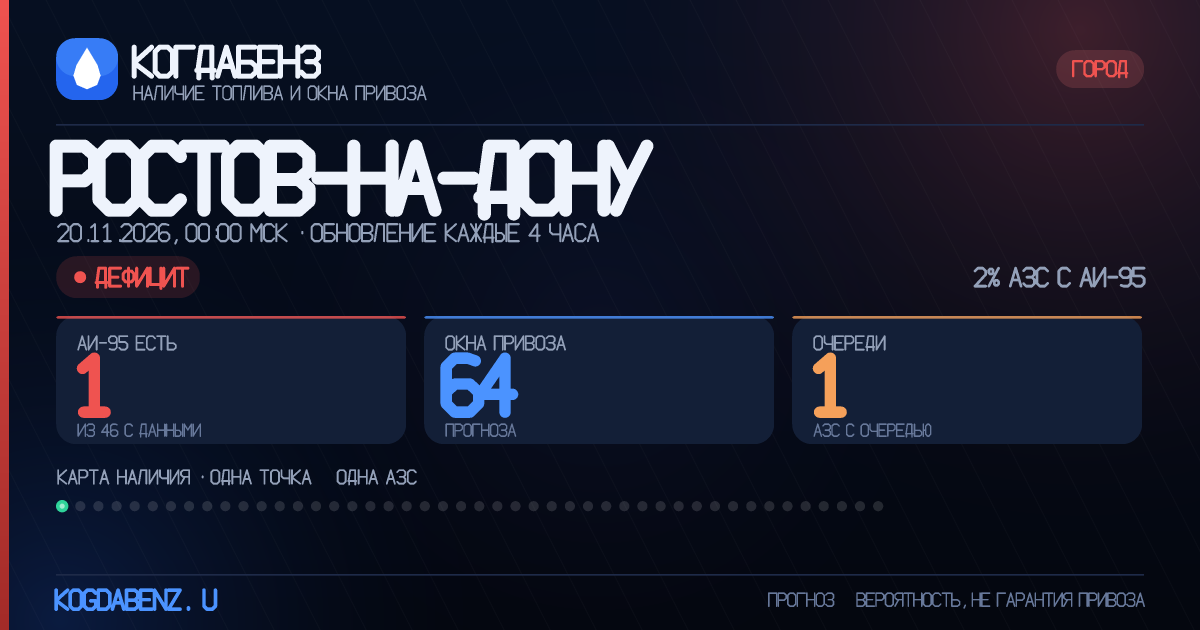 КОГДАБЕНЗ
НАЛИЧИЕ ТОПЛИВА И ОКНА ПРИВОЗА
ГОРОД
РОСТОВ-НА-ДОНУ
20.11.2026, 00:00 МСК · ОБНОВЛЕНИЕ КАЖДЫЕ 4 ЧАСА
ДЕФИЦИТ
2% АЗС С АИ-95
АИ-95 ЕСТЬ
1
ИЗ 46 С ДАННЫМИ
ОКНА ПРИВОЗА
64
ПРОГНОЗА
ОЧЕРЕДИ
1
АЗС С ОЧЕРЕДЬЮ
КАРТА НАЛИЧИЯ · ОДНА ТОЧКА ОДНА АЗС
KOGDABENZ. U
ПРОГНОЗ ВЕРОЯТНОСТЬ, НЕ ГАРАНТИЯ ПРИВОЗА